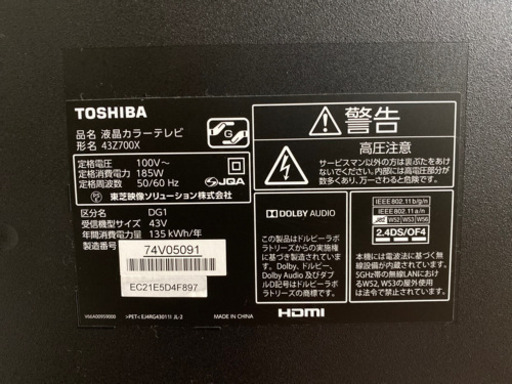 TOSHIBA
品名 液晶カラーテレビ
形名 43Z700X
定格電圧 100V～
定格消費電力 185W
定格周波数 50/60 Hz
JQA
東芝映像ソリューション株式会社
区分名 DG1
受信機型サイズ 43V
年間消費電力量 135 kWh/年
製造番号 74V05091
EC21E5D4F897
>PET< EJ4RG43011I JL-2
MADE IN CHINA
警告
高圧注意
サービスマン以外の方は裏ぶたをあけ
ないでください。内部には高電圧部分が
数多くあり、万一さわると危険です。
DOLBY AUDIO
この製品はドルビーラボ
ラトリーズからの実施権
に基づき製造されています。
Dolby、ドルビー、
Dolby Audio 及びダブ
ルD記号はドルビーラボ
ラトリーズの商標です。
HDMI
IEEE802.11b/g/n
IEEE802.11a/n
J52 W52 W53 W56
2.4DS/OF4
本機には技適に基づく無
線設備が内蔵されています。
5GHz帯の無線LANにおけ
るW52、W53の屋外使用
は法令で禁止されています。